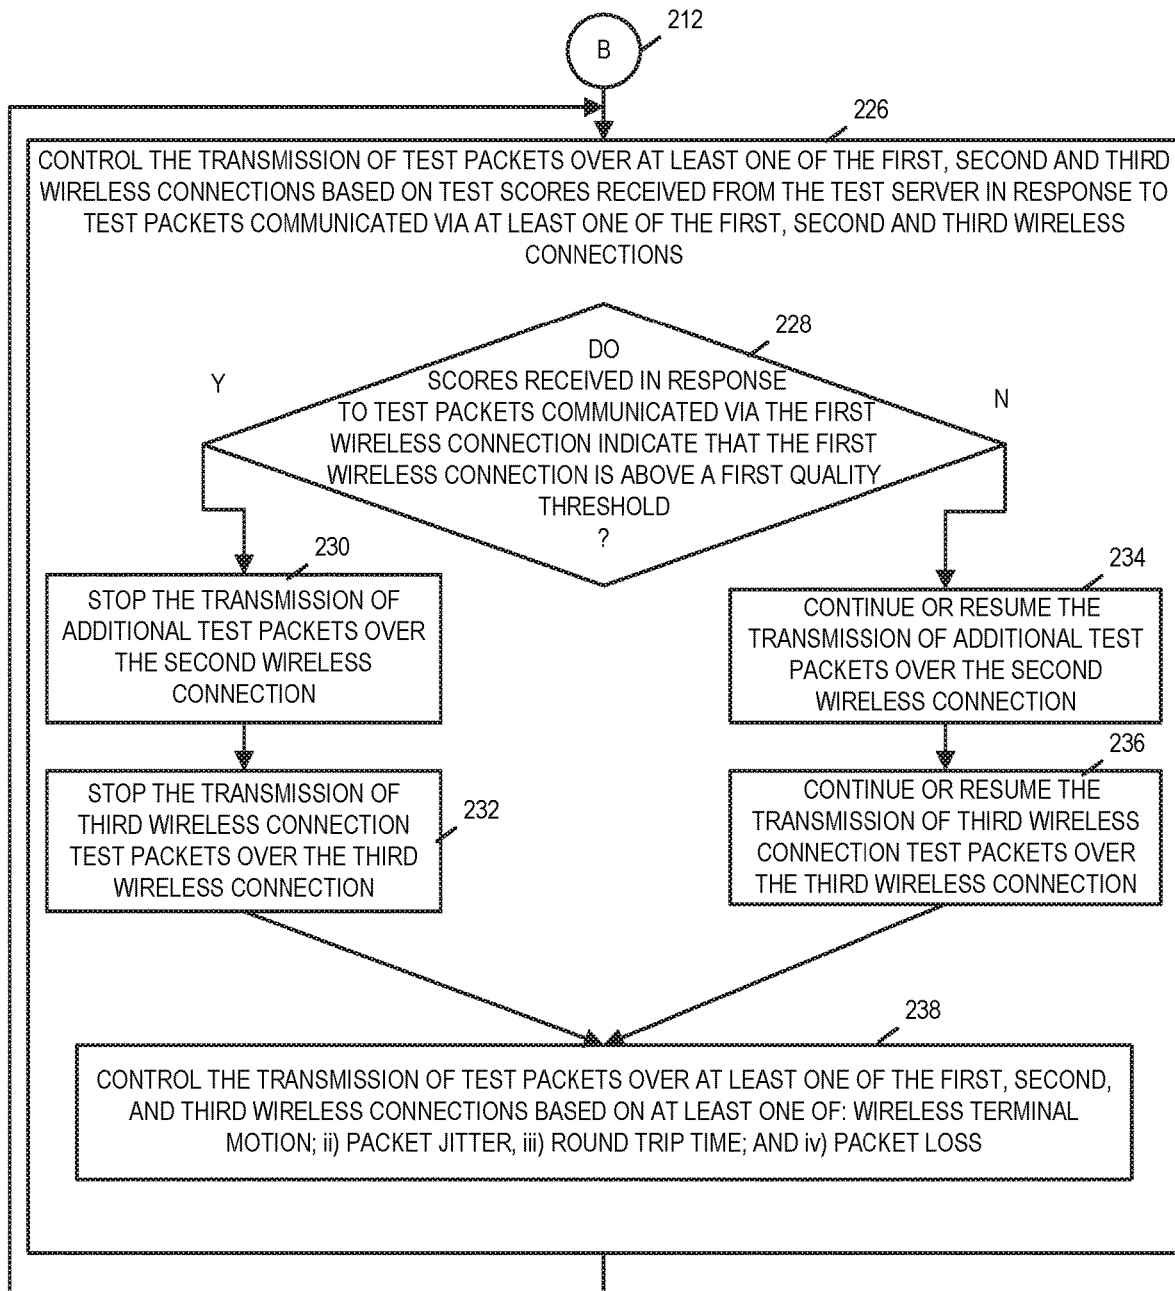 212
B
226
CONTROL THE TRANSMISSION OF TEST PACKETS OVER AT LEAST ONE OF THE FIRST, SECOND AND THIRD
WIRELESS CONNECTIONS BASED ON TEST SCORES RECEIVED FROM THE TEST SERVER IN RESPONSE TO
TEST PACKETS COMMUNICATED VIA AT LEAST ONE OF THE FIRST, SECOND AND THIRD WIRELESS
CONNECTIONS
228
DO
SCORES RECEIVED IN RESPONSE
TO TEST PACKETS COMMUNICATED VIA THE FIRST
WIRELESS CONNECTION INDICATE THAT THE FIRST
WIRELESS CONNECTION IS ABOVE A FIRST QUALITY
THRESHOLD
?
Y
N
230
STOP THE TRANSMISSION OF
ADDITIONAL TEST PACKETS OVER
THE SECOND WIRELESS
CONNECTION
234
CONTINUE OR RESUME THE
TRANSMISSION OF ADDITIONAL TEST
PACKETS OVER THE SECOND
WIRELESS CONNECTION
STOP THE TRANSMISSION OF
THIRD WIRELESS CONNECTION
TEST PACKETS OVER THE THIRD
WIRELESS CONNECTION
232
236
CONTINUE OR RESUME THE
TRANSMISSION OF THIRD WIRELESS
CONNECTION TEST PACKETS OVER
THE THIRD WIRELESS CONNECTION
238
CONTROL THE TRANSMISSION OF TEST PACKETS OVER AT LEAST ONE OF THE FIRST, SECOND,
AND THIRD WIRELESS CONNECTIONS BASED ON AT LEAST ONE OF: WIRELESS TERMINAL
MOTION; ii) PACKET JITTER, iii) ROUND TRIP TIME; AND iv) PACKET LOSS